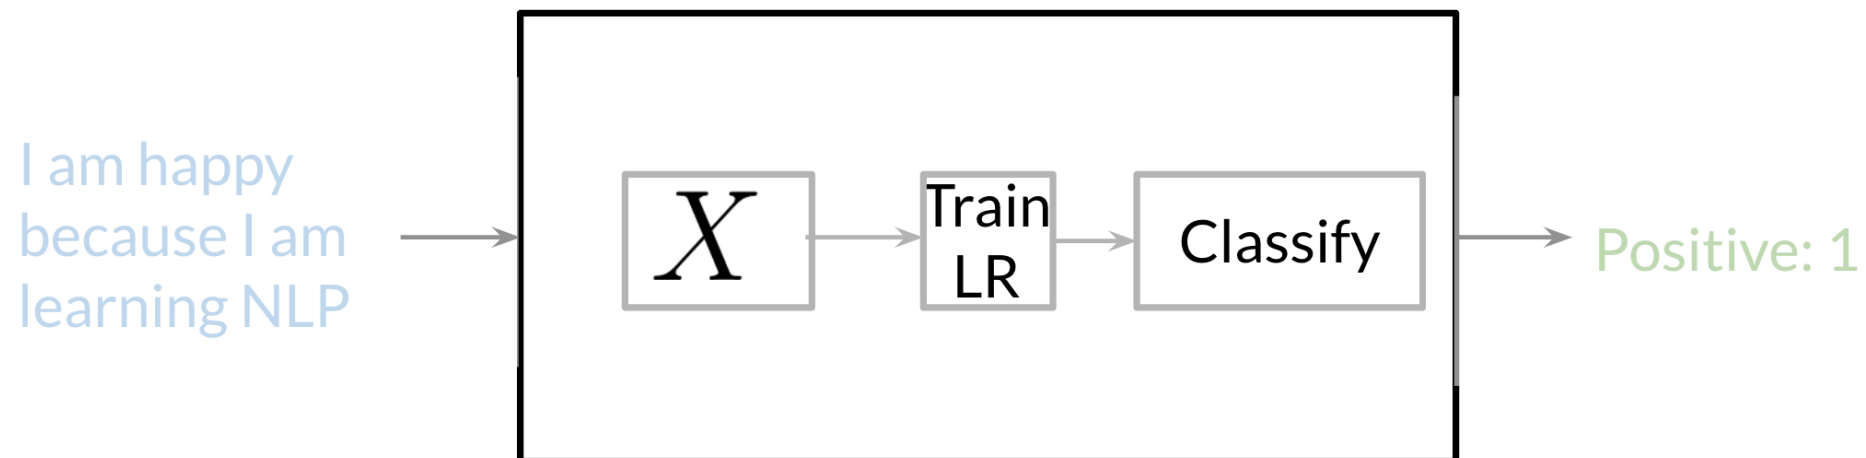 I am happy
because I am
learning NLP
X
Train
LR
Classify
Positive: 1